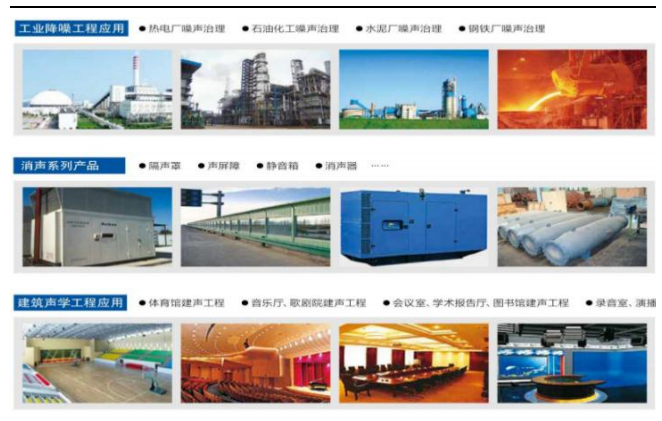 工业降噪工程应用 ●热电厂噪声治理 ●石油化工噪声治理 ●水泥厂噪声治理 ●钢铁厂噪声治理
消声系列产品 ●隔声罩 ●声屏障 ●静音箱 ●消声器 ……
建筑声学工程应用 ●体育馆建声工程 ●音乐厅、歌剧院建声工程 ●会议室、学术报告厅、图书馆建声工程 ●录音室、演播